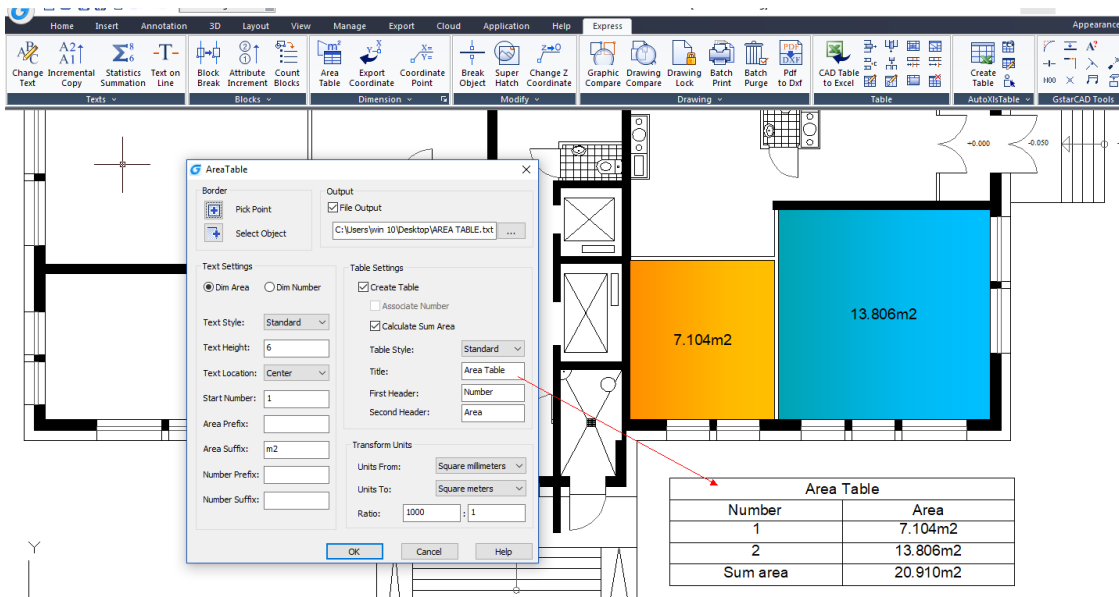 Home Insert Annotation 3D Layout View Manage Export Cloud Application Help Express Appearance
Change Text
Incremental Copy
Statistics Summation
Text on Line
Block Break
Attribute Increment
Count Blocks
Area Table
Export Coordinate
Coordinate Point
Break Object
Super Hatch
Change Z Coordinate
Graphic Compare
Drawing Compare
Drawing Lock
Batch Print
Batch Purge
Pdf to Dxf
CAD Table to Excel
Create Table
Texts Blocks Dimension Modify Drawing Table AutoXlsTable GstarCAD Tools
AreaTable
Border
Pick Point
Select Object
Output
File Output
C:\Users\win 10\Desktop\AREA TABLE.txt ...
Text Settings
Dim Area Dim Number
Text Style: Standard
Text Height: 6
Text Location: Center
Start Number: 1
Area Prefix:
Area Suffix: m2
Number Prefix:
Number Suffix:
Table Settings
Create Table
Associate Number
Calculate Sum Area
Table Style: Standard
Title: Area Table
First Header: Number
Second Header: Area
Transform Units
Units From: Square millimeters
Units To: Square meters
Ratio: 1000 : 1
OK Cancel Help
+0.000
-0.050
7.104m2
13.806m2
Area Table
Number Area
1 7.104m2
2 13.806m2
Sum area 20.910m2
Y